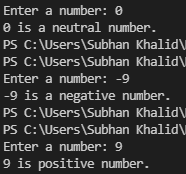 Enter a number: 0
0 is a neutral number.
PS C:\Users\Subhan Khalid\
PS C:\Users\Subhan Khalid\
Enter a number: -9
-9 is a negative number.
PS C:\Users\Subhan Khalid\
PS C:\Users\Subhan Khalid\
Enter a number: 9
9 is positive number.